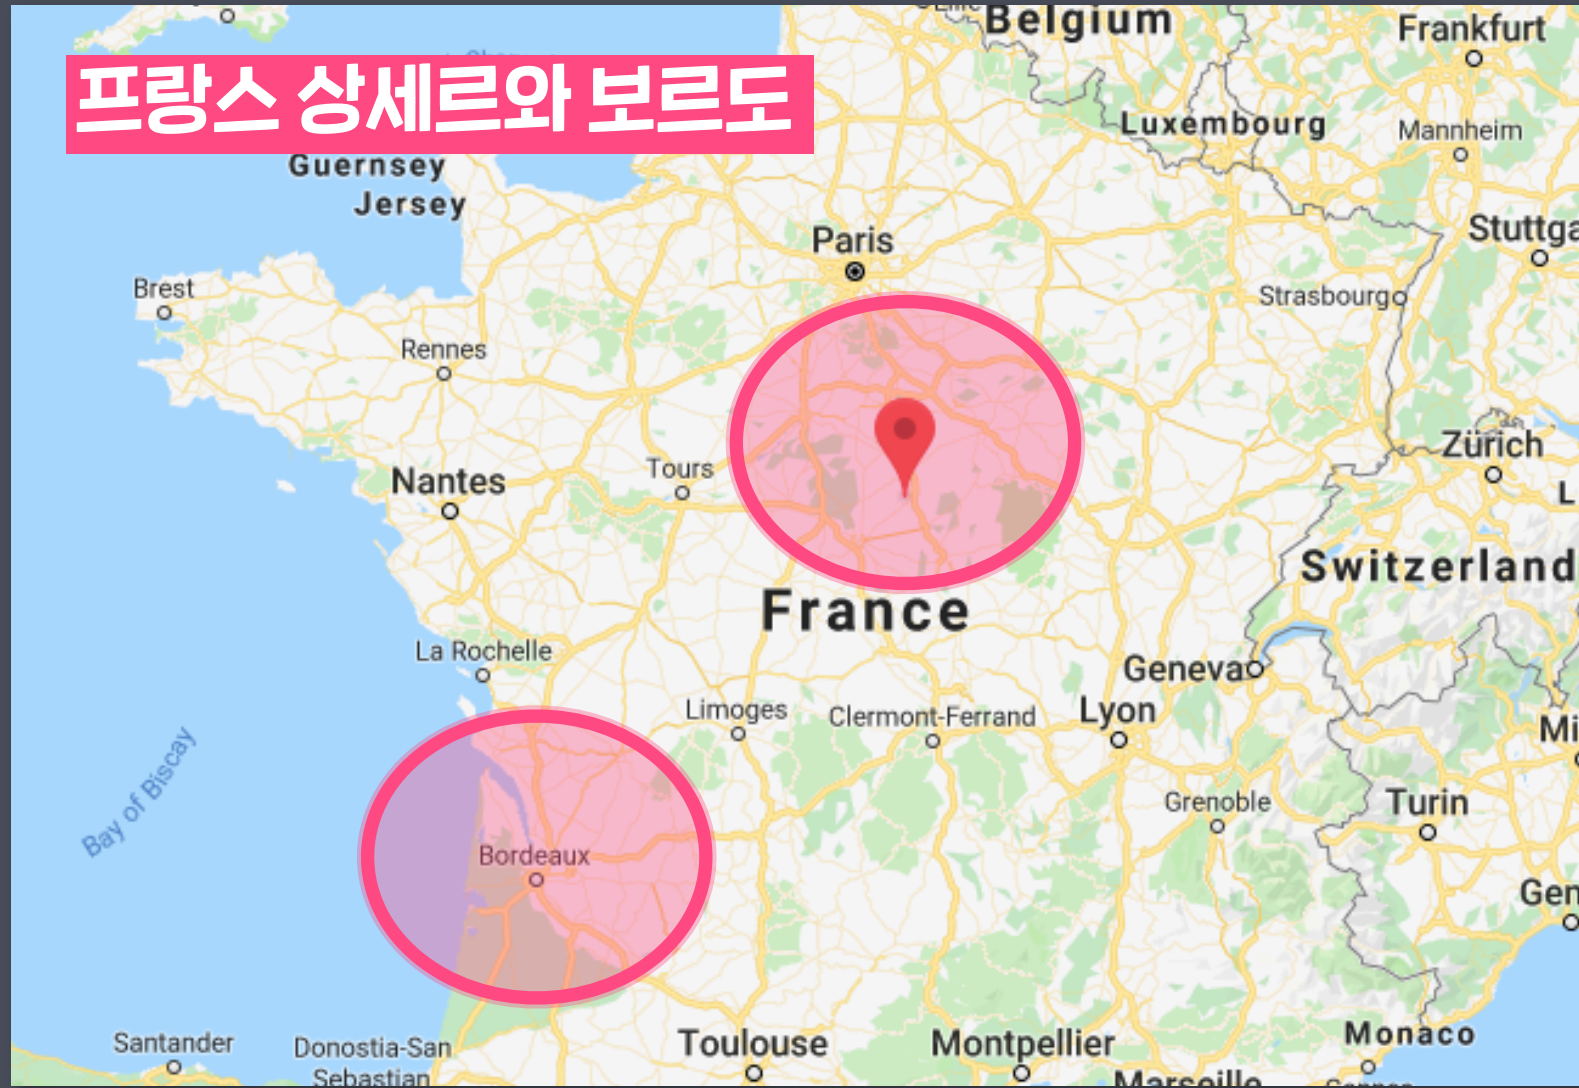 Belgium
Frankfurt
프랑스 상세르와 보르도
Luxembourg
Mannheim
Guernsey
Jersey
Paris
Stuttga
Brest
Strasbourg
Rennes
Zürich
Tours
Nantes
L
Switzerland
France
La Rochelle
Geneva
Limoges
Clermont-Ferrand
Lyon
Mi
Bay of Biscay
Grenoble
Turin
Bordeaux
Gen
Monaco
Santander
Donostia-San
Sebastian
Toulouse
Montpellier
Marseille